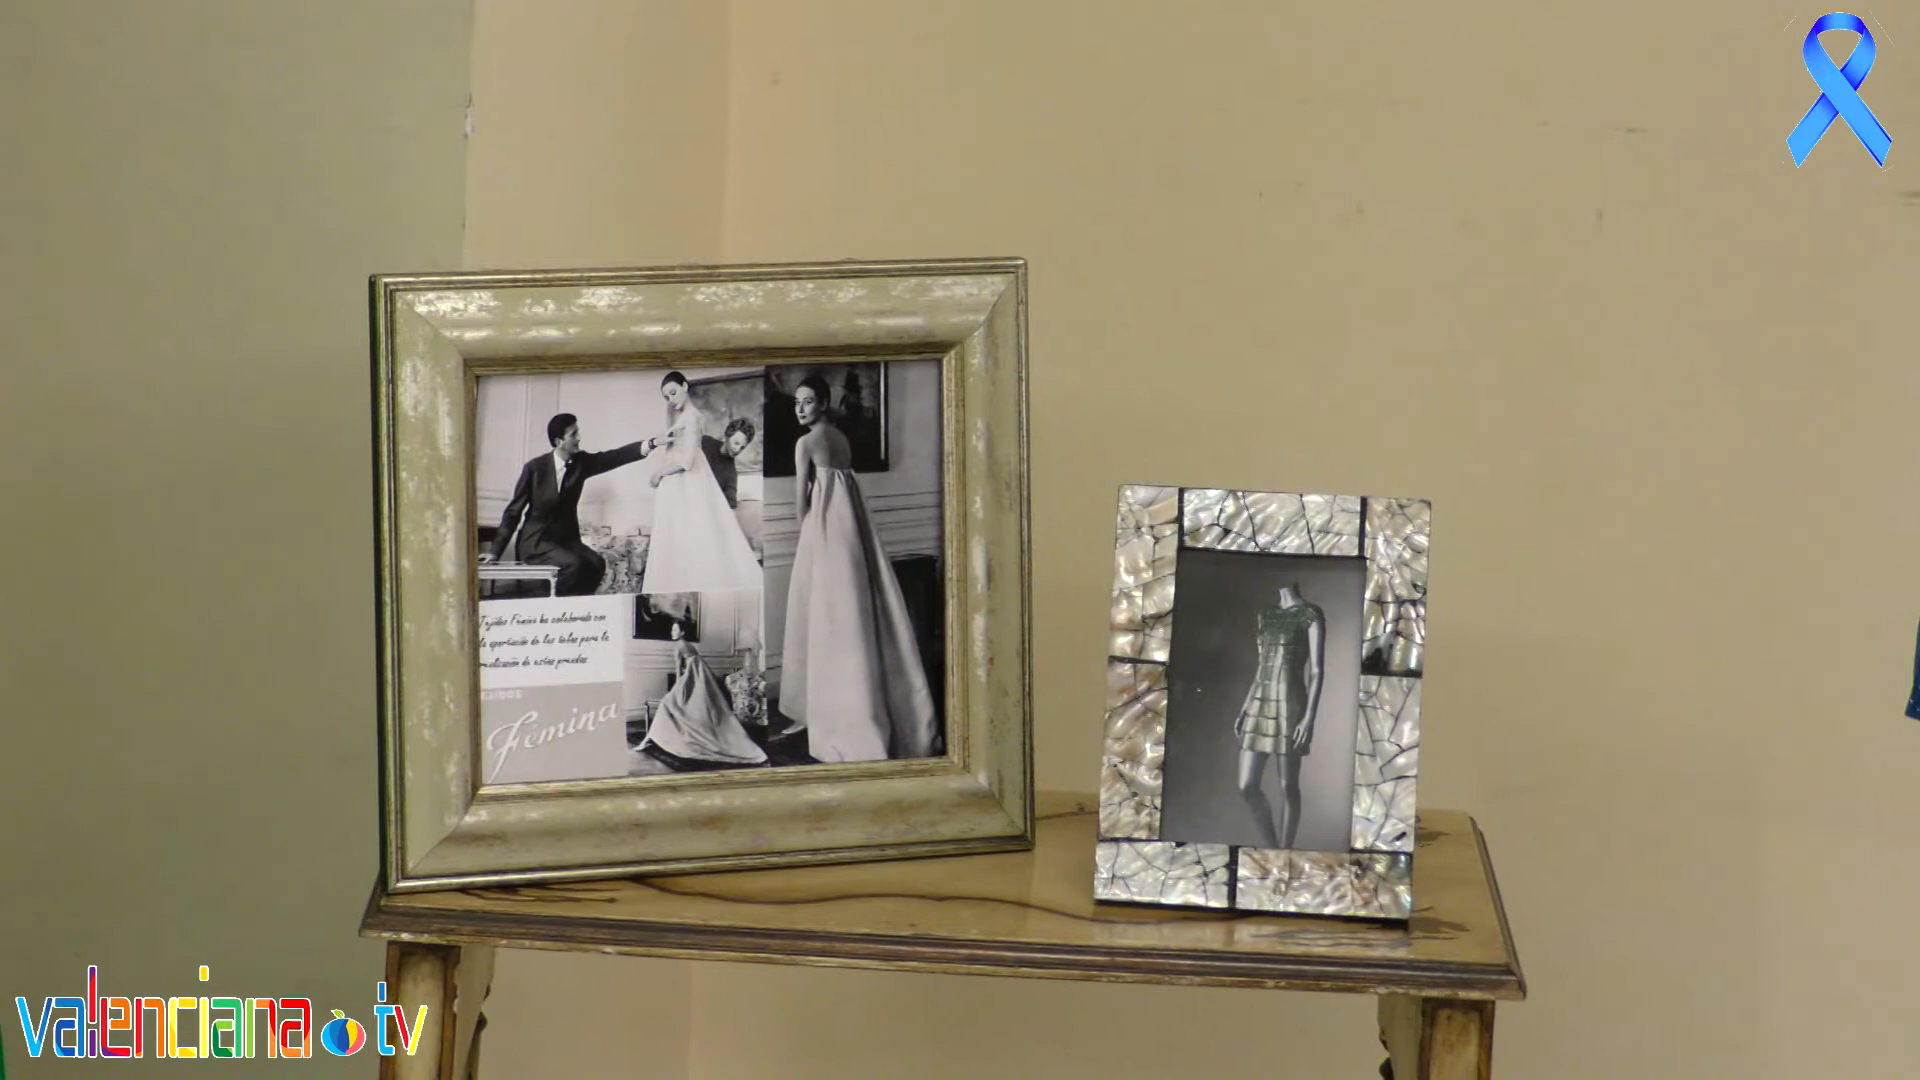 Tejidos Fémina ha colaborado con
la aportación de las telas para la
realización de estas prendas
TEJIDOS
Fémina
valenciana tv